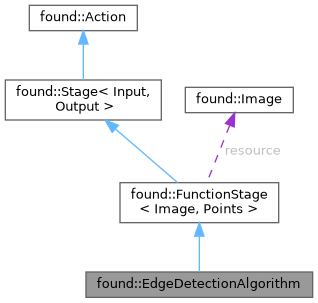 found::Action
found::Stage< Input,
Output >
found::Image
resource
found::FunctionStage
< Image, Points >
found::EdgeDetectionAlgorithm